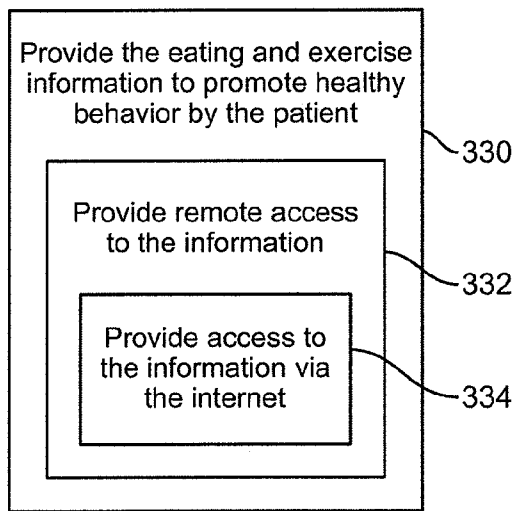 Provide the eating and exercise
information to promote healthy
behavior by the patient
330
Provide remote access
to the information
332
Provide access to
the information via
the internet
334